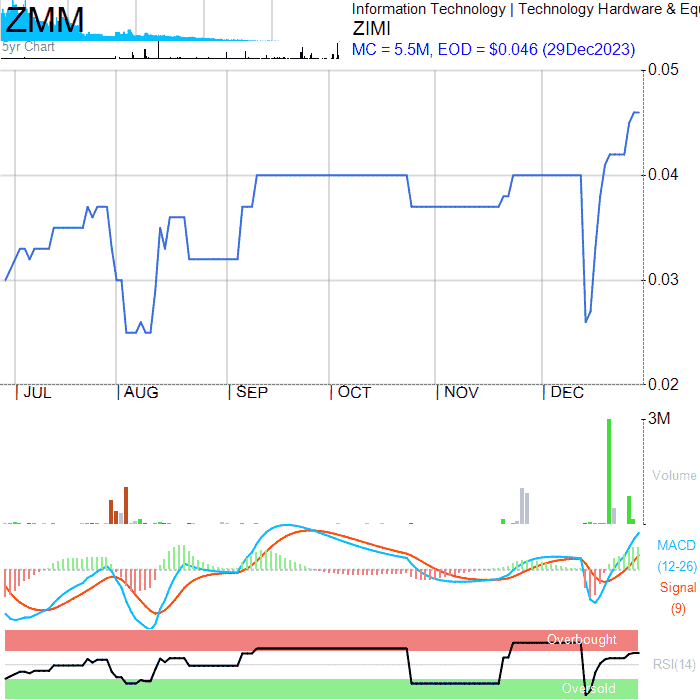 ZMM
Information Technology | Technology Hardware & Equ
ZIMI
MC = 5.5M, EOD = $0.046 (29Dec2023)
5yr Chart
0.05
0.04
0.03
0.02
JUL AUG SEP OCT NOV DEC
3M
Volume
MACD
(12-26)
Signal
(9)
Overbought
RSI(14)
Oversold